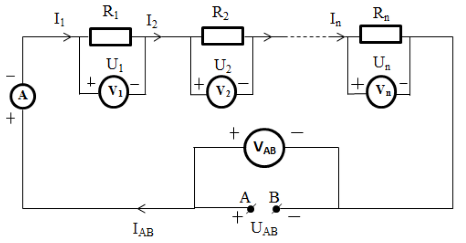 I1 R1 I2 R2 In Rn
U1 U2 Un
+ V1 − + V2 − + Vn −
− A +
+ VAB −
A B
+ UAB −
IAB